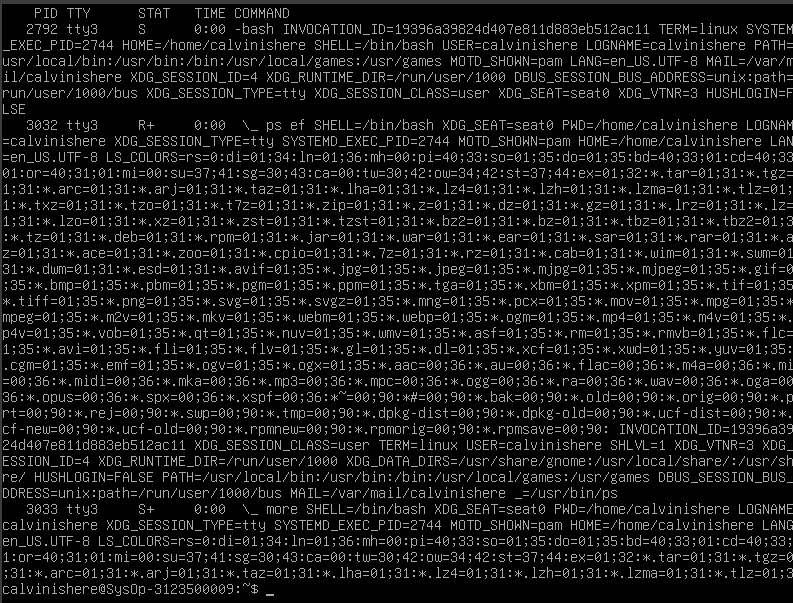 PID TTY      STAT   TIME COMMAND
2792 tty3     S      0:00 -bash INVOCATION_ID=19396a39824d407e811d883eb512ac11 TERM=linux SYSTEM
_EXEC_PID=2744 HOME=/home/calvinishere SHELL=/bin/bash USER=calvinishere LOGNAME=calvinishere PATH=
usr/local/bin:/usr/bin:/bin:/usr/local/games:/usr/games MOTD_SHOWN=pam LANG=en_US.UTF-8 MAIL=/var/m
il/calvinishere XDG_SESSION_ID=4 XDG_RUNTIME_DIR=/run/user/1000 DBUS_SESSION_BUS_ADDRESS=unix:path=
run/user/1000/bus XDG_SESSION_TYPE=tty XDG_SESSION_CLASS=user XDG_SEAT=seat0 XDG_VTNR=3 HUSHLOGIN=F
LSE
3032 tty3     R+     0:00  \_ ps ef SHELL=/bin/bash XDG_SEAT=seat0 PWD=/home/calvinishere LOGNAM
=calvinishere XDG_SESSION_TYPE=tty SYSTEMD_EXEC_PID=2744 MOTD_SHOWN=pam HOME=/home/calvinishere LAN
=en_US.UTF-8 LS_COLORS=rs=0:di=01;34:ln=01;36:mh=00:pi=40;33:so=01;35:do=01;35:bd=40;33;01:cd=40;33
01:or=40;31;01:mi=00:su=37;41:sg=30;43:ca=00:tw=30;42:ow=34;42:st=37;44:ex=01;32:*.tar=01;31:*.tgz=
1;31:*.arc=01;31:*.arj=01;31:*.taz=01;31:*.lha=01;31:*.lz4=01;31:*.lzh=01;31:*.lzma=01;31:*.tlz=01;
1:*.txz=01;31:*.tzo=01;31:*.t7z=01;31:*.zip=01;31:*.z=01;31:*.dz=01;31:*.gz=01;31:*.lrz=01;31:*.lz=
1;31:*.lzo=01;31:*.xz=01;31:*.zst=01;31:*.tzst=01;31:*.bz2=01;31:*.bz=01;31:*.tbz=01;31:*.tbz2=01;3
:*.tz=01;31:*.deb=01;31:*.rpm=01;31:*.jar=01;31:*.war=01;31:*.ear=01;31:*.sar=01;31:*.rar=01;31:*.a
z=01;31:*.ace=01;31:*.zoo=01;31:*.cpio=01;31:*.7z=01;31:*.rz=01;31:*.cab=01;31:*.wim=01;31:*.swm=01
31:*.dwm=01;31:*.esd=01;31:*.avif=01;35:*.jpg=01;35:*.jpeg=01;35:*.mjpg=01;35:*.mjpeg=01;35:*.gif=0
;35:*.bmp=01;35:*.pbm=01;35:*.pgm=01;35:*.ppm=01;35:*.tga=01;35:*.xbm=01;35:*.xpm=01;35:*.tif=01;35
*.tiff=01;35:*.png=01;35:*.svg=01;35:*.svgz=01;35:*.mng=01;35:*.pcx=01;35:*.mov=01;35:*.mpg=01;35:*
mpeg=01;35:*.m2v=01;35:*.mkv=01;35:*.webm=01;35:*.webp=01;35:*.ogm=01;35:*.mp4=01;35:*.m4v=01;35:*.
p4v=01;35:*.vob=01;35:*.qt=01;35:*.nuv=01;35:*.wmv=01;35:*.asf=01;35:*.rm=01;35:*.rmvb=01;35:*.flc=
1;35:*.avi=01;35:*.fli=01;35:*.flv=01;35:*.gl=01;35:*.dl=01;35:*.xcf=01;35:*.xwd=01;35:*.yuv=01;35:
.cgm=01;35:*.emf=01;35:*.ogv=01;35:*.ogx=01;35:*.aac=00;36:*.au=00;36:*.flac=00;36:*.m4a=00;36:*.mi
=00;36:*.midi=00;36:*.mka=00;36:*.mp3=00;36:*.mpc=00;36:*.ogg=00;36:*.ra=00;36:*.wav=00;36:*.oga=00
36:*.opus=00;36:*.spx=00;36:*.xspf=00;36:*~=00;90:*#=00;90:*.bak=00;90:*.old=00;90:*.orig=00;90:*.p
rt=00;90:*.rej=00;90:*.swp=00;90:*.tmp=00;90:*.dpkg-dist=00;90:*.dpkg-old=00;90:*.ucf-dist=00;90:*.
cf-new=00;90:*.ucf-old=00;90:*.rpmnew=00;90:*.rpmorig=00;90:*.rpmsave=00;90: INVOCATION_ID=19396a39
24d407e811d883eb512ac11 XDG_SESSION_CLASS=user TERM=linux USER=calvinishere SHLVL=1 XDG_VTNR=3 XDG_
ESSION_ID=4 XDG_RUNTIME_DIR=/run/user/1000 XDG_DATA_DIRS=/usr/share/gnome:/usr/local/share/:/usr/sh
re/ HUSHLOGIN=FALSE PATH=/usr/local/bin:/usr/bin:/bin:/usr/local/games:/usr/games DBUS_SESSION_BUS_
DDRESS=unix:path=/run/user/1000/bus MAIL=/var/mail/calvinishere _=/usr/bin/ps
3033 tty3     S+     0:00  \_ more SHELL=/bin/bash XDG_SEAT=seat0 PWD=/home/calvinishere LOGNAME
calvinishere XDG_SESSION_TYPE=tty SYSTEMD_EXEC_PID=2744 MOTD_SHOWN=pam HOME=/home/calvinishere LANG
en_US.UTF-8 LS_COLORS=rs=0:di=01;34:ln=01;36:mh=00:pi=40;33:so=01;35:do=01;35:bd=40;33;01:cd=40;33;
1:or=40;31;01:mi=00:su=37;41:sg=30;43:ca=00:tw=30;42:ow=34;42:st=37;44:ex=01;32:*.tar=01;31:*.tgz=0
;31:*.arc=01;31:*.arj=01;31:*.taz=01;31:*.lha=01;31:*.lz4=01;31:*.lzh=01;31:*.lzma=01;31:*.tlz=01;3
calvinishere@SysOp-3123500009:~$ _